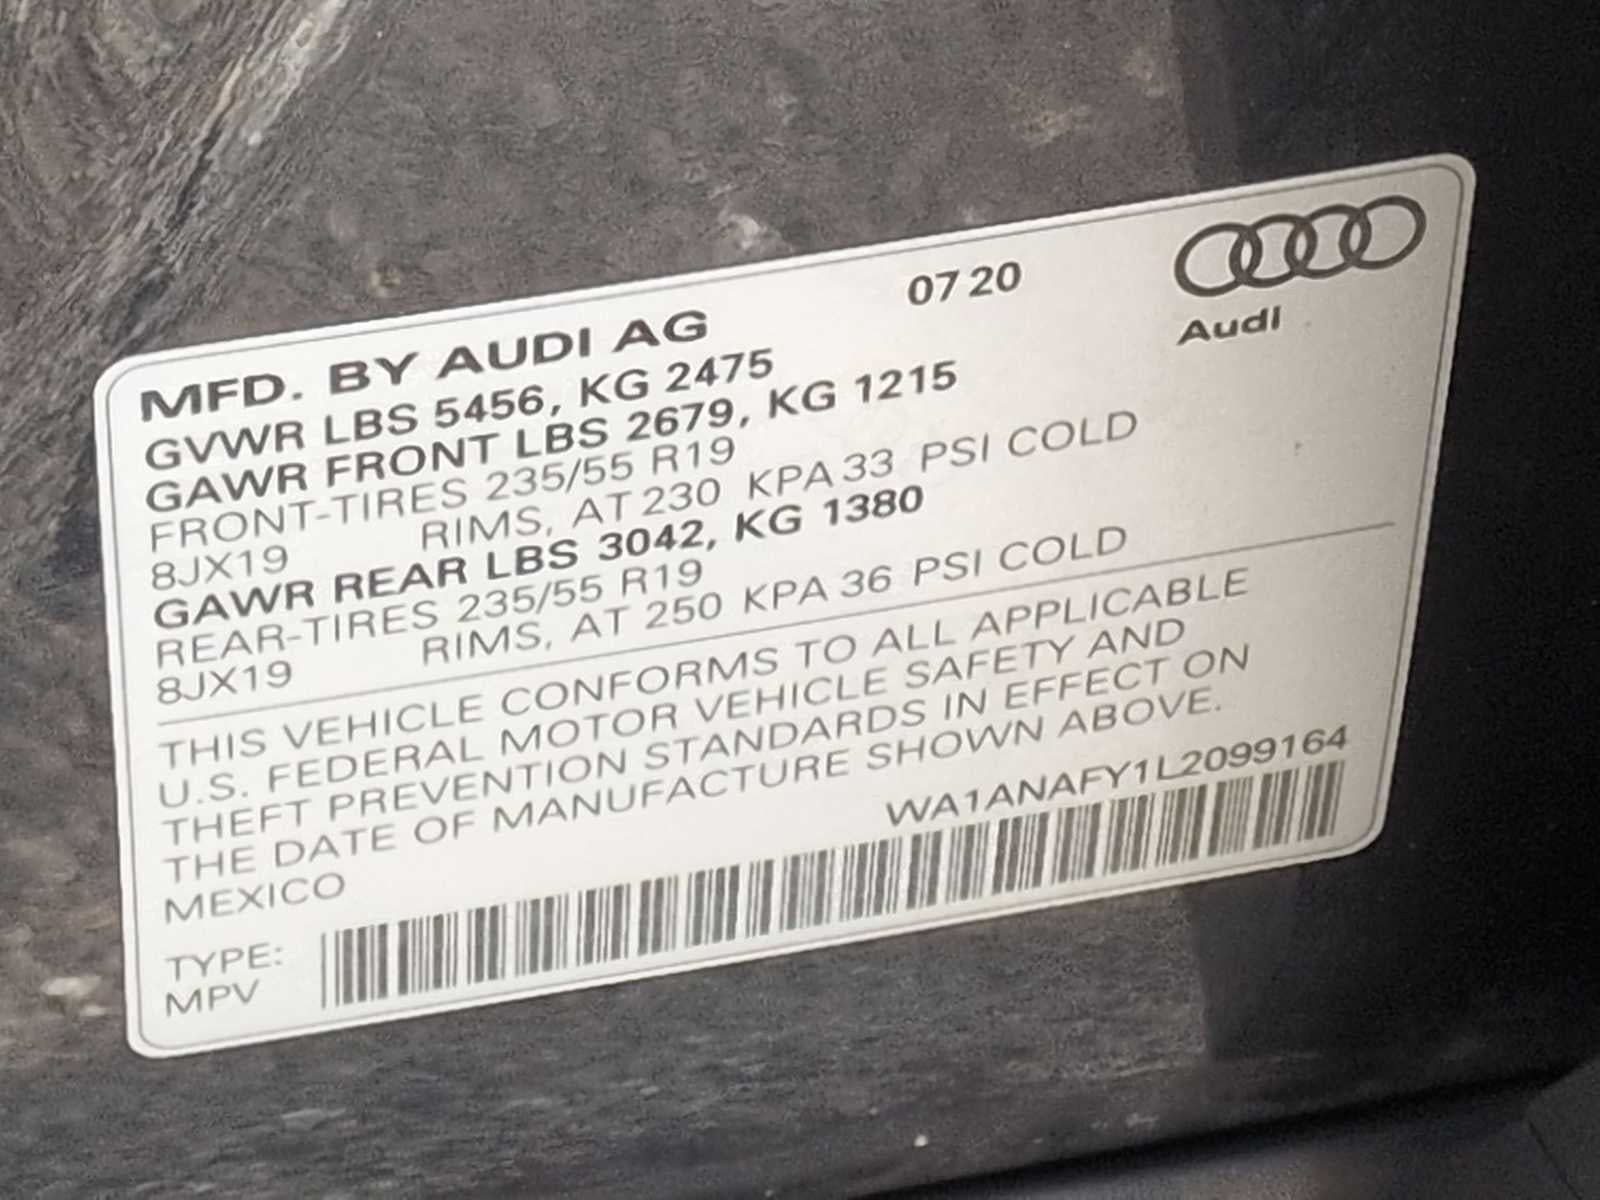 07 20
Audi
MFD. BY AUDI AG
GVWR LBS 5456, KG 2475
GAWR FRONT LBS 2679, KG 1215
FRONT-TIRES 235/55 R19
8JX19 RIMS, AT 230 KPA 33 PSI COLD
GAWR REAR LBS 3042, KG 1380
REAR-TIRES 235/55 R19
8JX19 RIMS, AT 250 KPA 36 PSI COLD
THIS VEHICLE CONFORMS TO ALL APPLICABLE
U.S. FEDERAL MOTOR VEHICLE SAFETY AND
THEFT PREVENTION STANDARDS IN EFFECT ON
THE DATE OF MANUFACTURE SHOWN ABOVE.
MEXICO
WA1ANAFY1L2099164
TYPE:
MPV